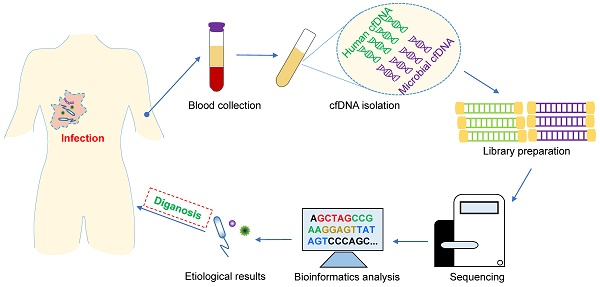 Infection
Blood collection
cfDNA isolation
Human cfDNA
Microbial cfDNA
Library preparation
Sequencing
Bioinformatics analysis
AGCTAGCCG
AAGGAGTTAT
AGTCCCAGC...
Etiological results
Diganosis